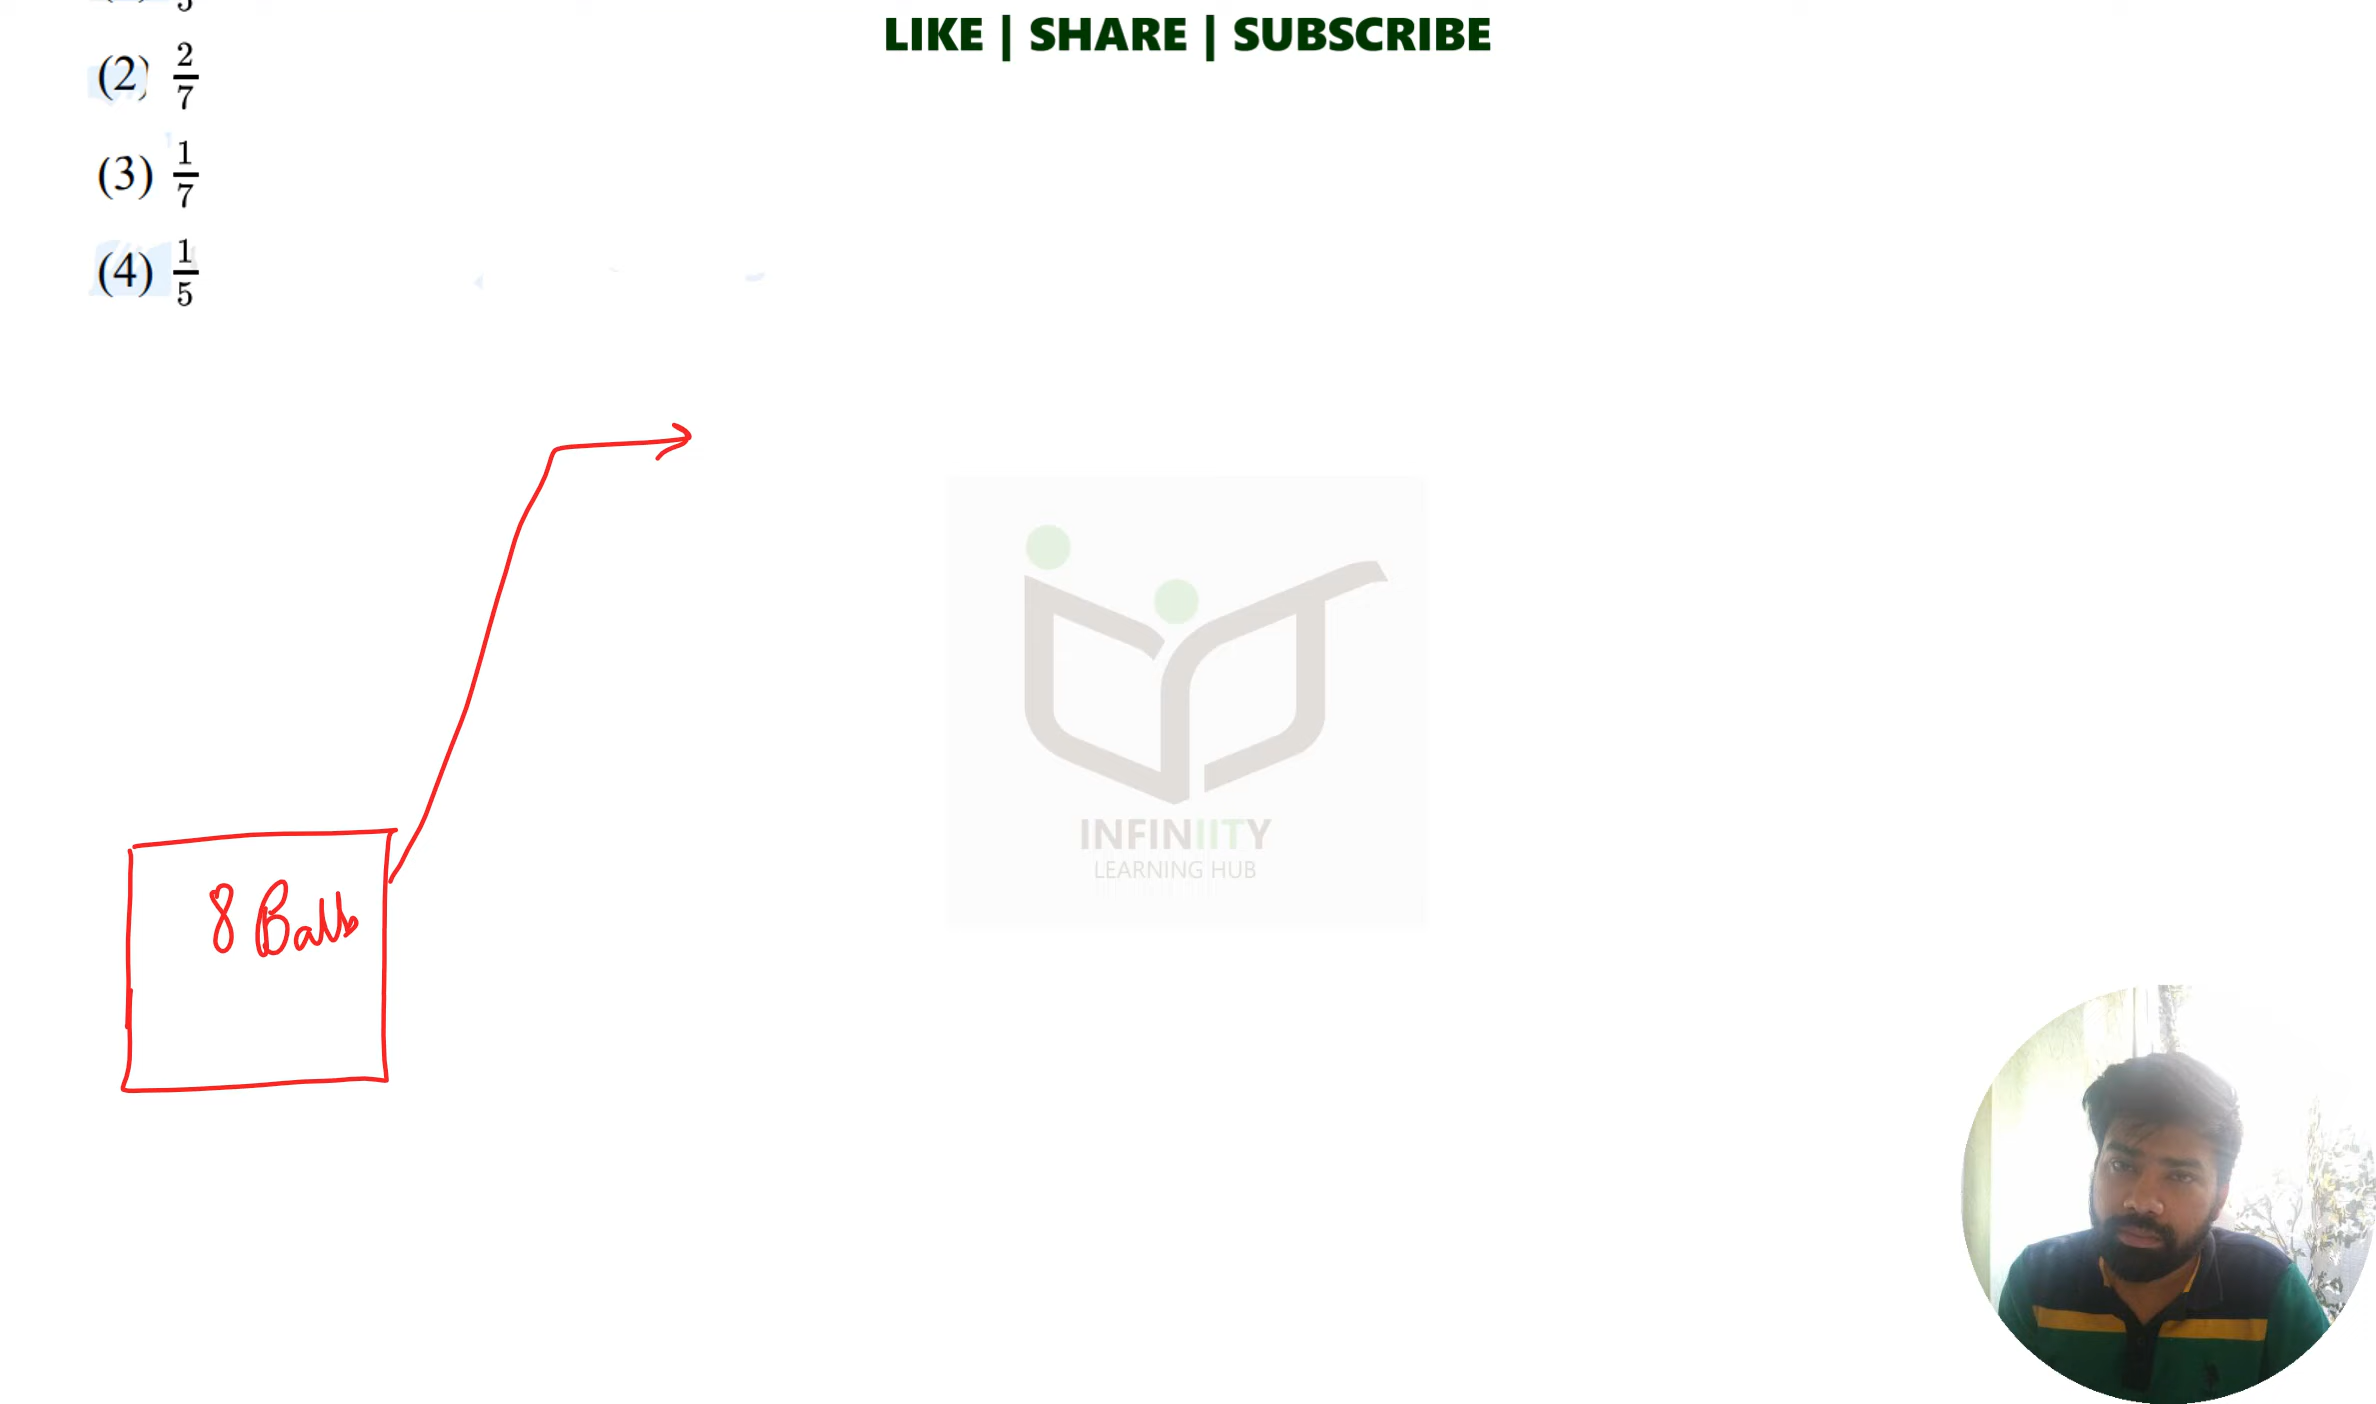 LIKE | SHARE | SUBSCRIBE
(2) 2/7
(3) 1/7
(4) 1/5
8 Balls
INFINIITY
LEARNING HUB